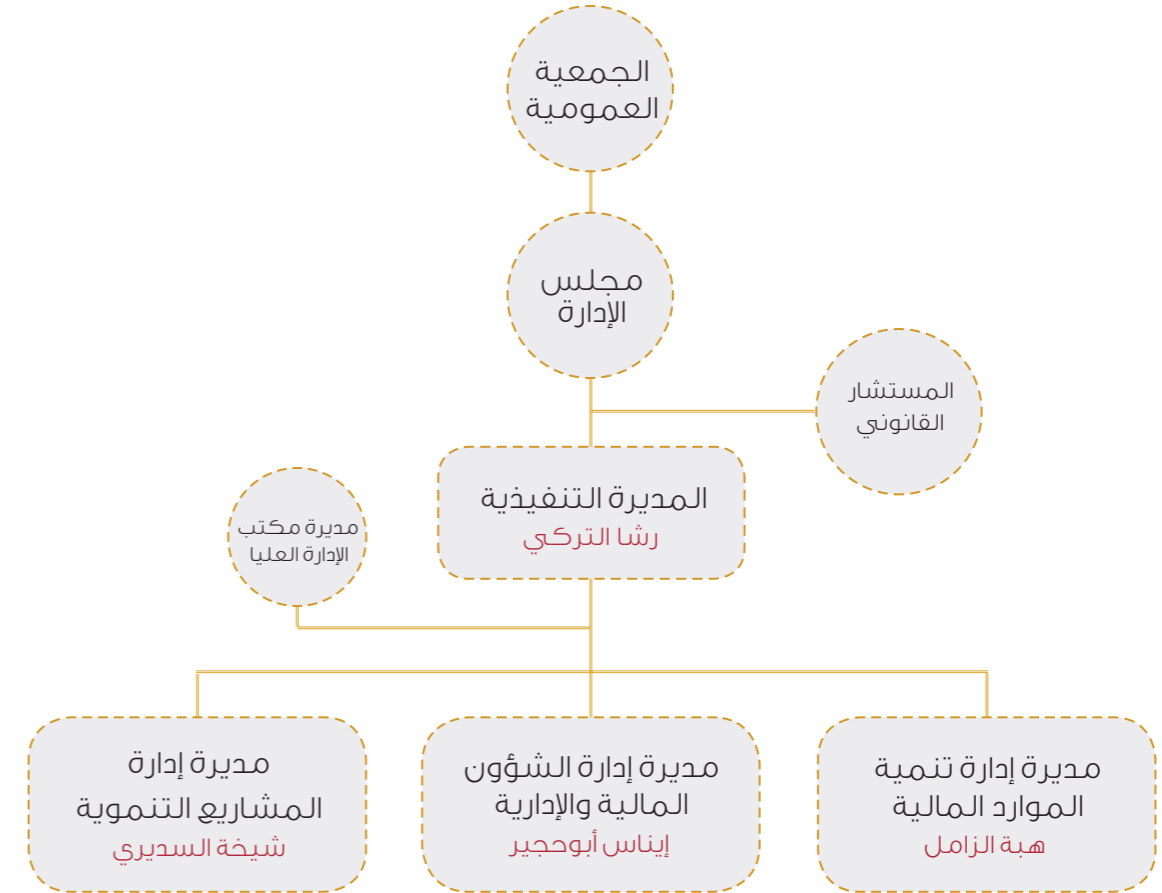 الجمعية
العمومية
مجلس
الإدارة
المستشار
القانوني
المديرة التنفيذية
رشا التركي
مديرة مكتب
الإدارة العليا
مديرة إدارة تنمية
الموارد المالية
هبة الزامل
مديرة إدارة الشؤون
المالية والإدارية
إيناس أبوحجير
مديرة إدارة
المشاريع التنموية
شيخة السديري